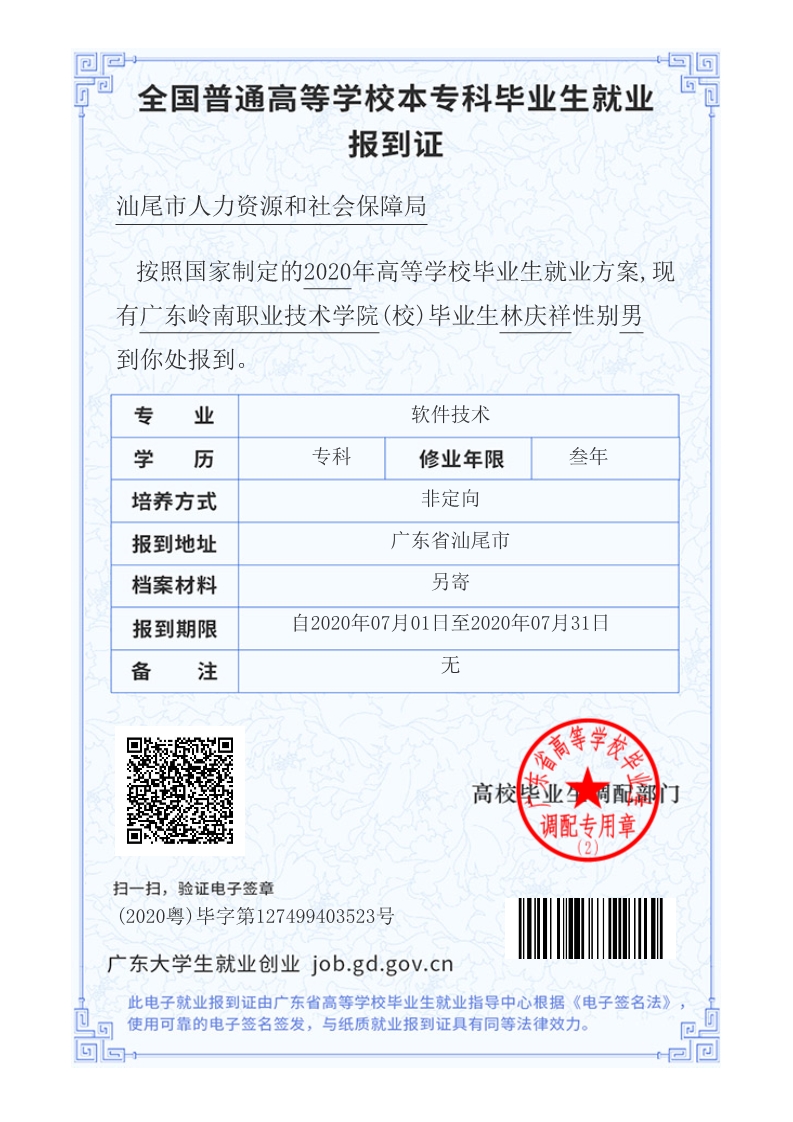 全国普通高等学校本专科毕业生就业
报到证
汕尾市人力资源和社会保障局
按照国家制定的2020年高等学校毕业生就业方案,现
有广东岭南职业技术学院(校)毕业生林庆祥性别男
到你处报到。
专 业 软件技术
学 历 专科 修业年限 叁年
培养方式 非定向
报到地址 广东省汕尾市
档案材料 另寄
报到期限 自2020年07月01日至2020年07月31日
备 注 无
广东省高等学校毕业生
高校毕业生调配部门
调配专用章
(2)
扫一扫，验证电子签章
(2020粤)毕字第127499403523号
广东大学生就业创业 job.gd.gov.cn
此电子就业报到证由广东省高等学校毕业生就业指导中心根据《电子签名法》，
使用可靠的电子签名签发，与纸质就业报到证具有同等法律效力。